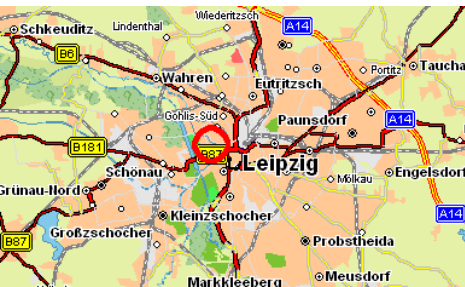 Wiederitzsch
Lindenthal
Schkeuditz
A14
B6
Portitz
Taucha
Wahren
Eutritzsch
Gohlis-Süd
Paunsdorf
A14
B181
B87
Leipzig
Schönau
Mölkau
Engelsdorf
Grünau-Nord
Kleinzschocher
A14
Großzschocher
B87
Probstheida
Markkleeberg
Meusdorf